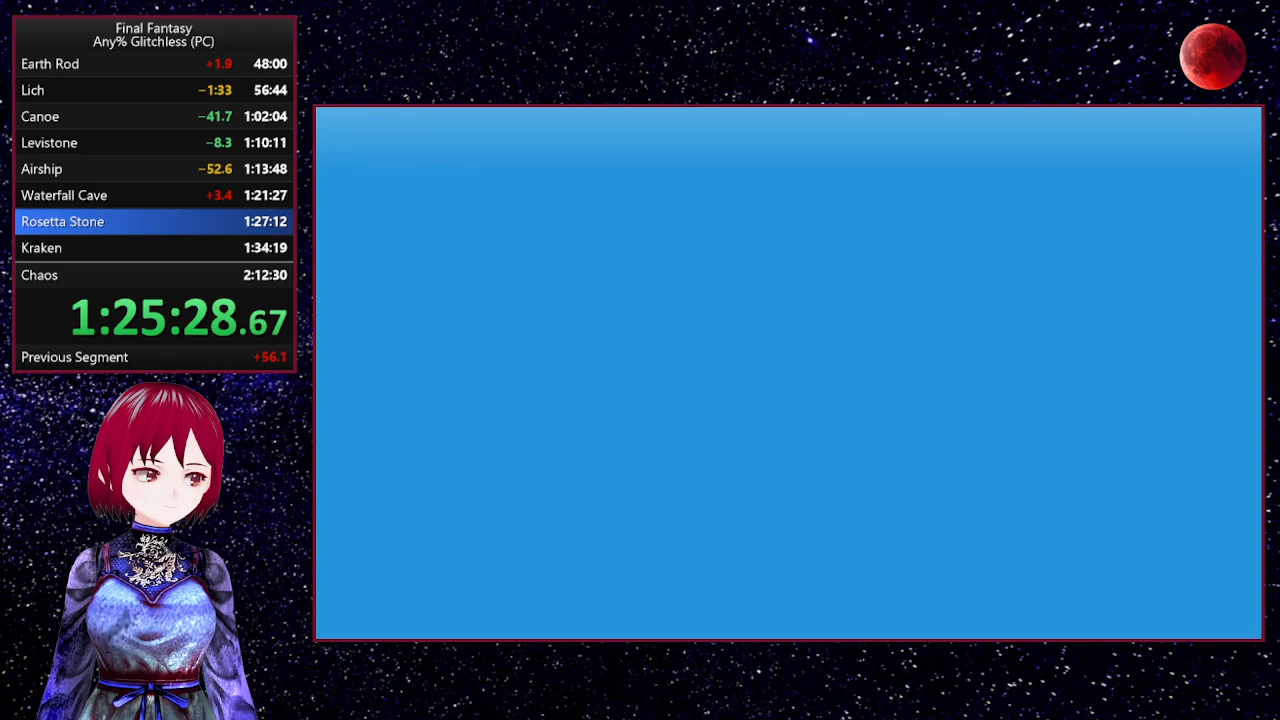 Final Fantasy
Any% Glitchless (PC)
Earth Rod +1.9 48:00
Lich −1:33 56:44
Canoe −41.7 1:02:04
Levistone −8.3 1:10:11
Airship −52.6 1:13:48
Waterfall Cave +3.4 1:21:27
Rosetta Stone 1:27:12
Kraken 1:34:19
Chaos 2:12:30
1:25:28.67
Previous Segment +56.1